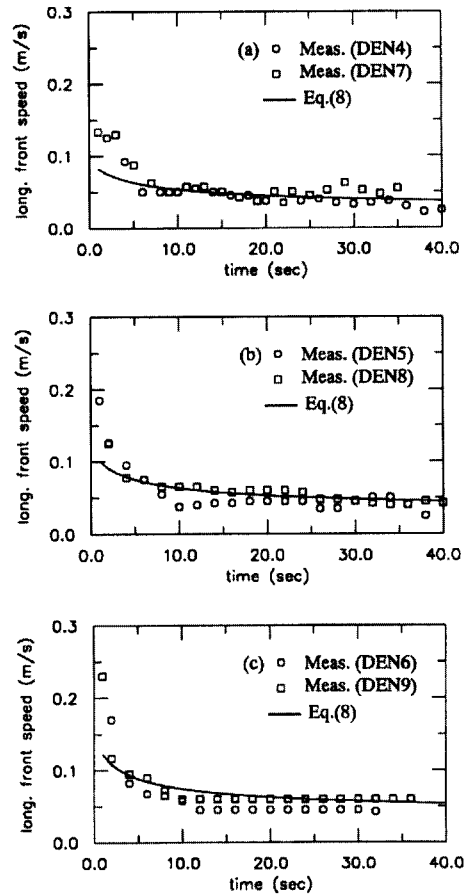 long. front speed (m/s)
0.3
0.2
0.1
0.0
(a) ○ Meas. (DEN4)
□ Meas. (DEN7)
— Eq.(8)
0.0 10.0 20.0 30.0 40.0
time (sec)
long. front speed (m/s)
0.3
0.2
0.1
0.0
(b) ○ Meas. (DEN5)
□ Meas. (DEN8)
— Eq.(8)
0.0 10.0 20.0 30.0 40.0
time (sec)
long. front speed (m/s)
0.3
0.2
0.1
0.0
(c) ○ Meas. (DEN6)
□ Meas. (DEN9)
— Eq.(8)
0.0 10.0 20.0 30.0 40.0
time (sec)